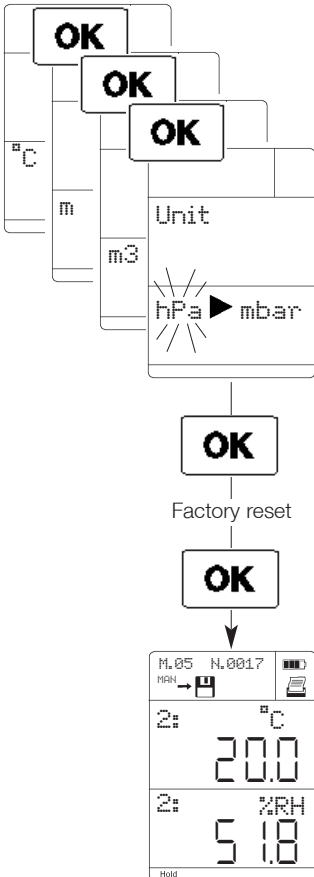 OK
OK
OK
°C
m
m3
Unit
hPa ▶ mbar
OK
Factory reset
OK
M.05 N.0017
MAN →
2: °C
20.0
2: %RH
51.8
Hold